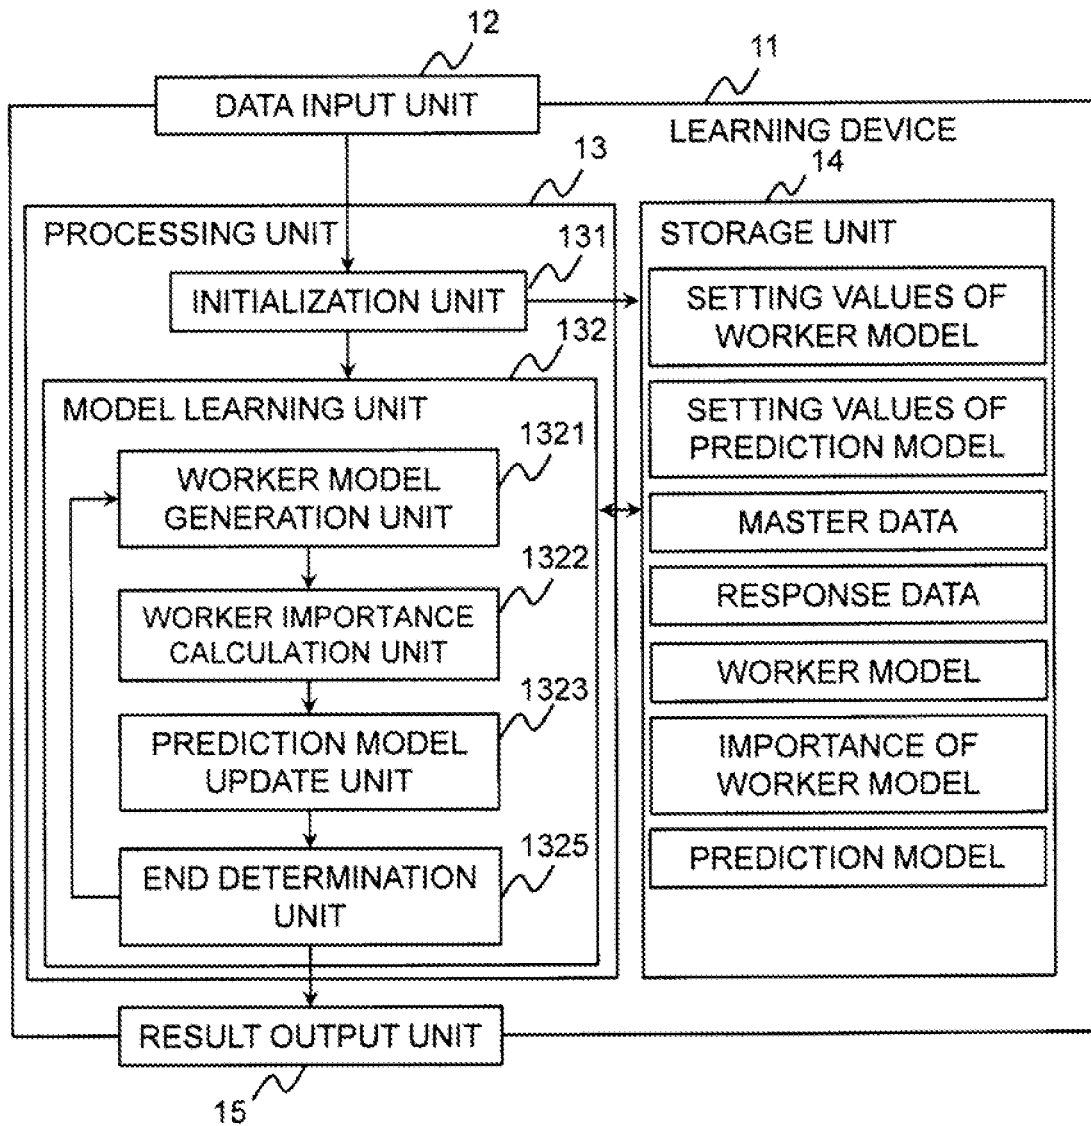 12
DATA INPUT UNIT
11
LEARNING DEVICE
13
PROCESSING UNIT
131
INITIALIZATION UNIT
132
MODEL LEARNING UNIT
1321
WORKER MODEL
GENERATION UNIT
1322
WORKER IMPORTANCE
CALCULATION UNIT
1323
PREDICTION MODEL
UPDATE UNIT
1325
END DETERMINATION
UNIT
14
STORAGE UNIT
SETTING VALUES OF
WORKER MODEL
SETTING VALUES OF
PREDICTION MODEL
MASTER DATA
RESPONSE DATA
WORKER MODEL
IMPORTANCE OF
WORKER MODEL
PREDICTION MODEL
RESULT OUTPUT UNIT
15